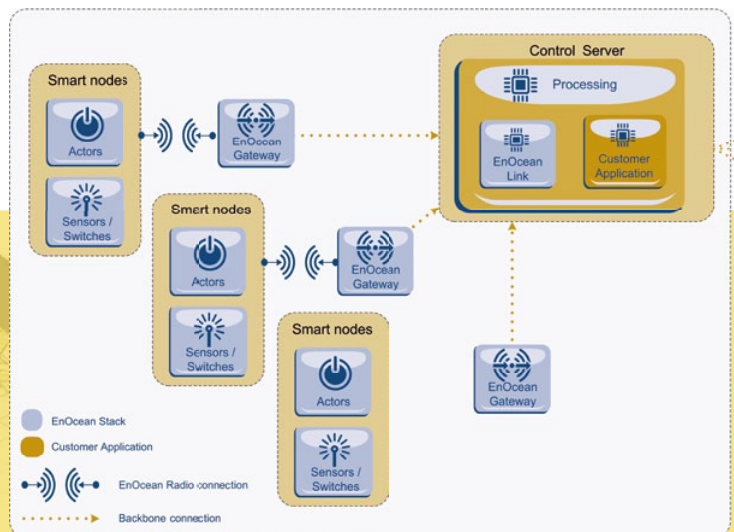 Control Server
Processing
EnOcean
Link
Customer
Application
Smart nodes
Actors
Sensors /
Switches
EnOcean
Gateway
Smart nodes
Actors
Sensors /
Switches
EnOcean
Gateway
Smart nodes
Actors
Sensors /
Switches
EnOcean
Gateway
EnOcean Stack
Customer Application
EnOcean Radio connection
Backbone connection